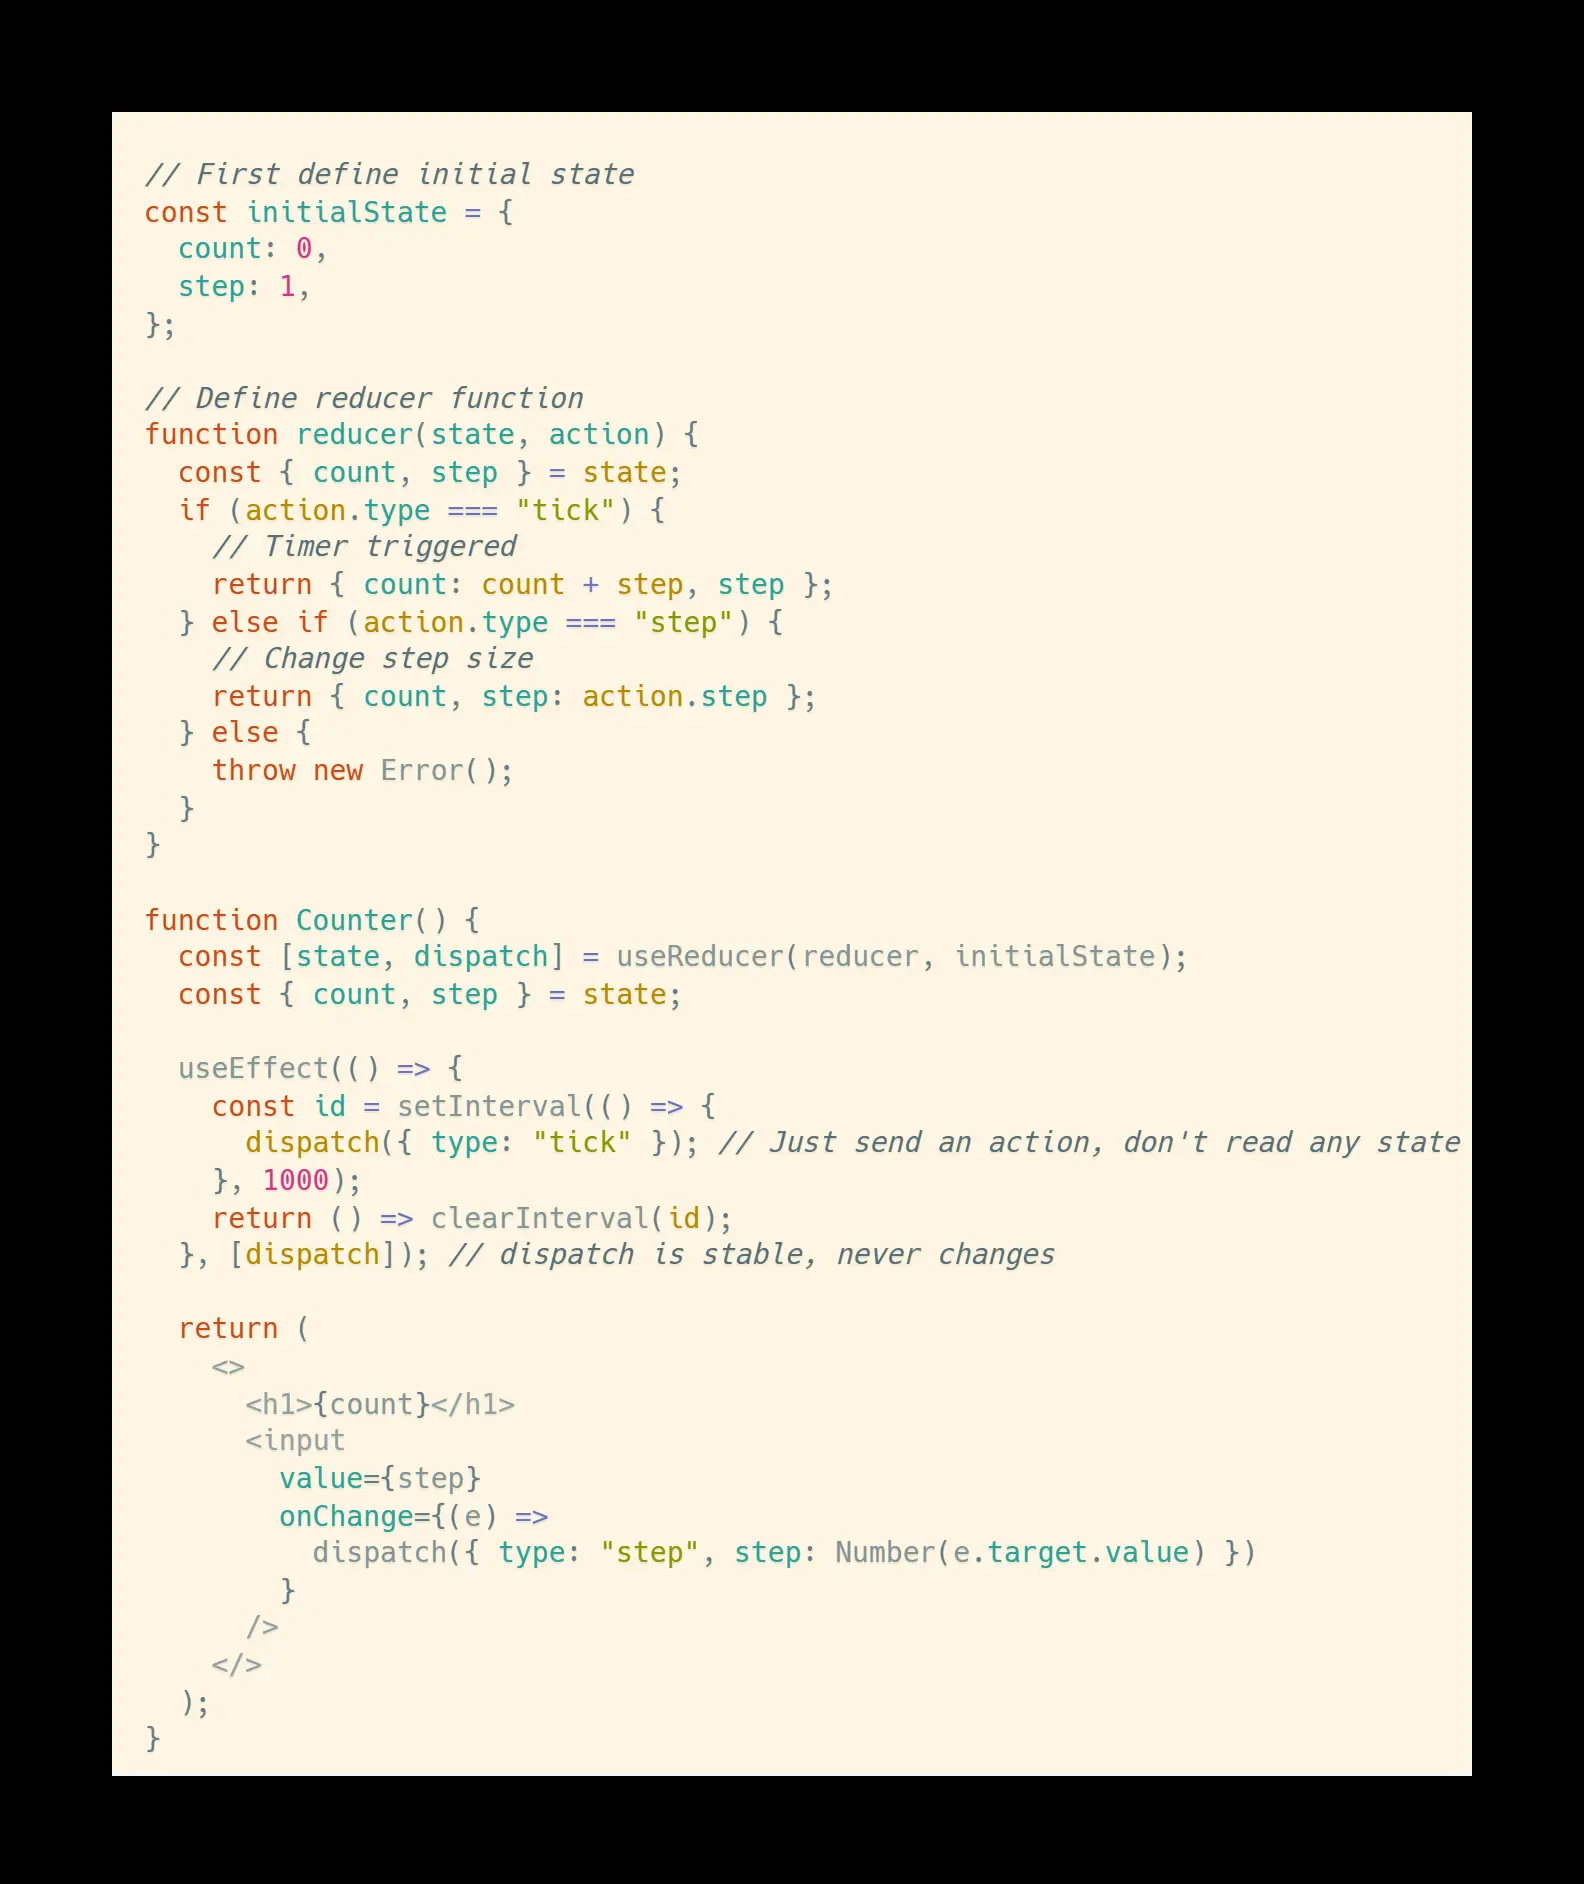 // First define initial state
const initialState = {
  count: 0,
  step: 1,
};

// Define reducer function
function reducer(state, action) {
  const { count, step } = state;
  if (action.type === "tick") {
    // Timer triggered
    return { count: count + step, step };
  } else if (action.type === "step") {
    // Change step size
    return { count, step: action.step };
  } else {
    throw new Error();
  }
}

function Counter() {
  const [state, dispatch] = useReducer(reducer, initialState);
  const { count, step } = state;

  useEffect(() => {
    const id = setInterval(() => {
      dispatch({ type: "tick" }); // Just send an action, don't read any state
    }, 1000);
    return () => clearInterval(id);
  }, [dispatch]); // dispatch is stable, never changes

  return (
    <>
      <h1>{count}</h1>
      <input
        value={step}
        onChange={(e) =>
          dispatch({ type: "step", step: Number(e.target.value) })
        }
      />
    </>
  );
}